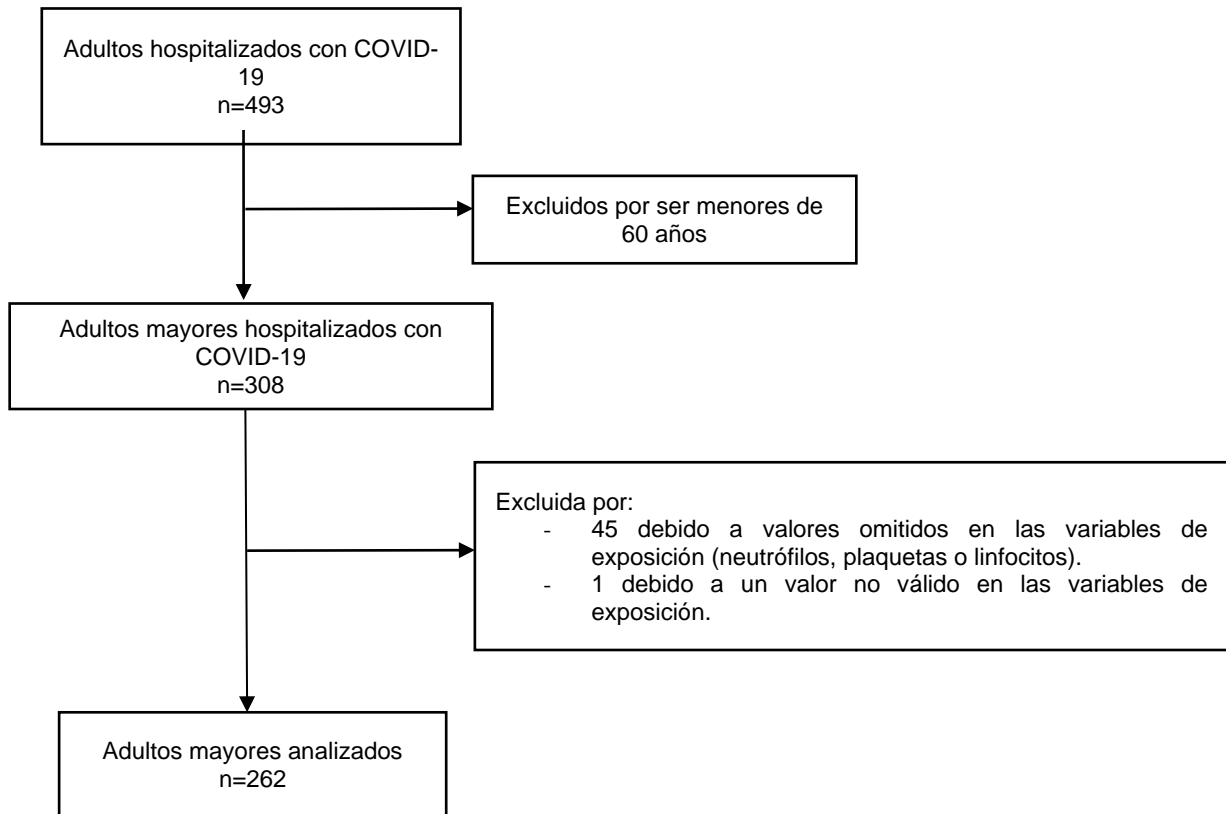 Adultos hospitalizados con COVID-
19
n=493
Excluidos por ser menores de
60 años
Adultos mayores hospitalizados con
COVID-19
n=308
Excluida por:
- 45 debido a valores omitidos en las variables de
exposición (neutrófilos, plaquetas o linfocitos).
- 1 debido a un valor no válido en las variables de
exposición.
Adultos mayores analizados
n=262